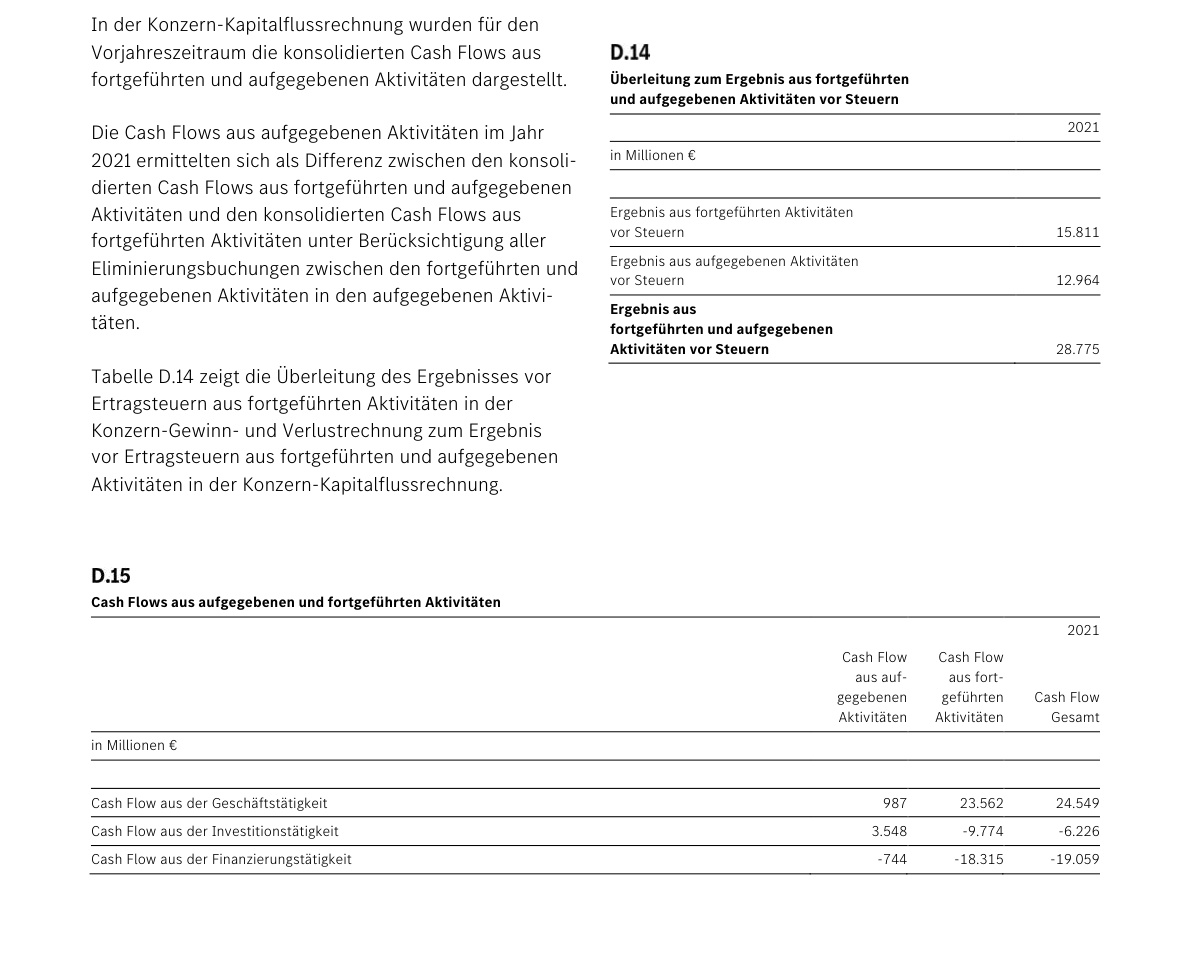 In der Konzern-Kapitalflussrechnung wurden für den
Vorjahreszeitraum die konsolidierten Cash Flows aus
fortgeführten und aufgegebenen Aktivitäten dargestellt.
Die Cash Flows aus aufgegebenen Aktivitäten im Jahr
2021 ermittelten sich als Differenz zwischen den konsoli-
dierten Cash Flows aus fortgeführten und aufgegebenen
Aktivitäten und den konsolidierten Cash Flows aus
fortgeführten Aktivitäten unter Berücksichtigung aller
Eliminierungsbuchungen zwischen den fortgeführten und
aufgegebenen Aktivitäten in den aufgegebenen Aktivi-
täten.
Tabelle D.14 zeigt die Überleitung des Ergebnisses vor
Ertragsteuern aus fortgeführten Aktivitäten in der
Konzern-Gewinn- und Verlustrechnung zum Ergebnis
vor Ertragsteuern aus fortgeführten und aufgegebenen
Aktivitäten in der Konzern-Kapitalflussrechnung.
D.14
Überleitung zum Ergebnis aus fortgeführten
und aufgegebenen Aktivitäten vor Steuern
2021
in Millionen €
Ergebnis aus fortgeführten Aktivitäten
vor Steuern 15.811
Ergebnis aus aufgegebenen Aktivitäten
vor Steuern 12.964
Ergebnis aus
fortgeführten und aufgegebenen
Aktivitäten vor Steuern 28.775
D.15
Cash Flows aus aufgegebenen und fortgeführten Aktivitäten
2021
Cash Flow Cash Flow
aus auf- aus fort-
gegebenen geführten Cash Flow
Aktivitäten Aktivitäten Gesamt
in Millionen €
Cash Flow aus der Geschäftstätigkeit 987 23.562 24.549
Cash Flow aus der Investitionstätigkeit 3.548 -9.774 -6.226
Cash Flow aus der Finanzierungstätigkeit -744 -18.315 -19.059